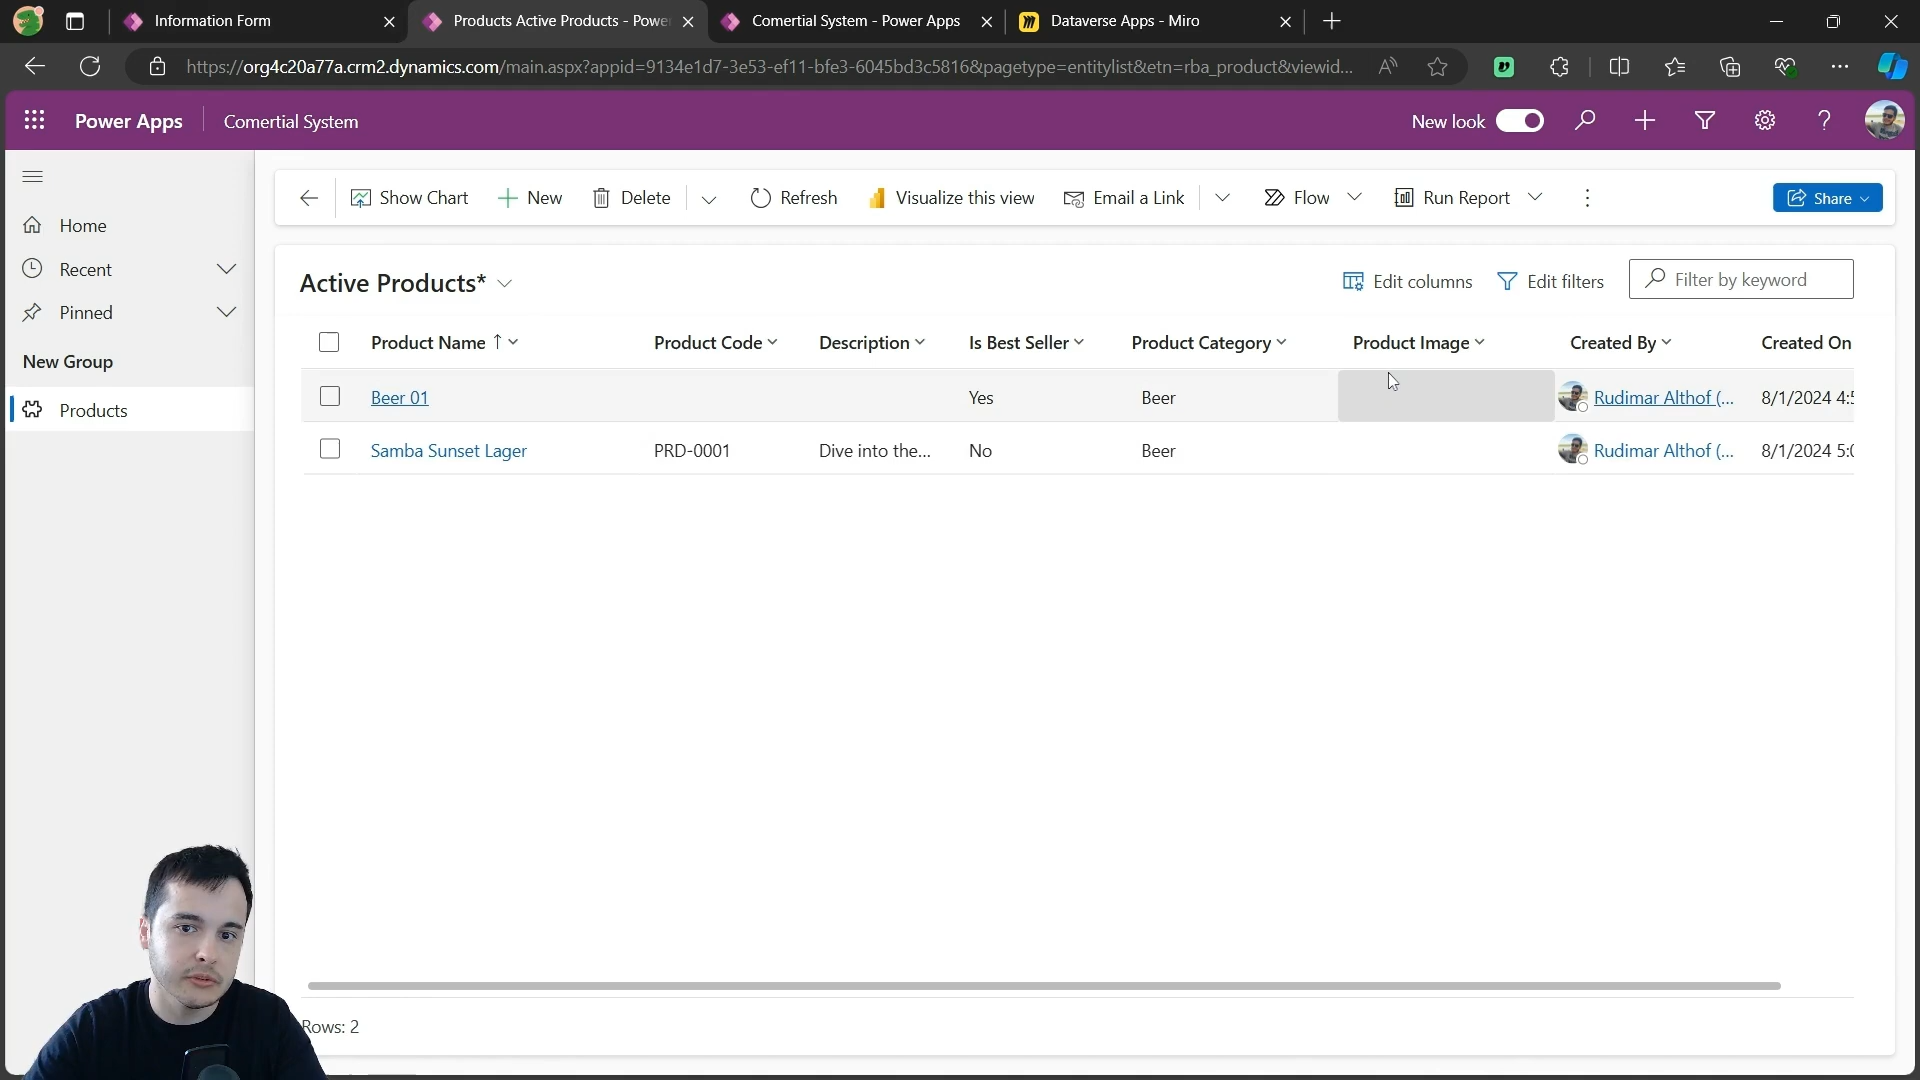 Information Form
Products Active Products - Powe
Comertial System - Power Apps
Dataverse Apps - Miro
https://org4c20a77a.crm2.dynamics.com/main.aspx?appid=9134e1d7-3e53-ef11-bfe3-6045bd3c5816&pagetype=entitylist&etn=rba_product&viewid...
Power Apps
Comertial System
New look
Home
Recent
Pinned
New Group
Products
Show Chart
New
Delete
Refresh
Visualize this view
Email a Link
Flow
Run Report
Share
Active Products*
Edit columns
Edit filters
Filter by keyword
Product Name Product Code Description Is Best Seller Product Category Product Image Created By Created On
Beer 01 Yes Beer Rudimar Althof (... 8/1/2024 4:5
Samba Sunset Lager PRD-0001 Dive into the... No Beer Rudimar Althof (... 8/1/2024 5:0
Rows: 2